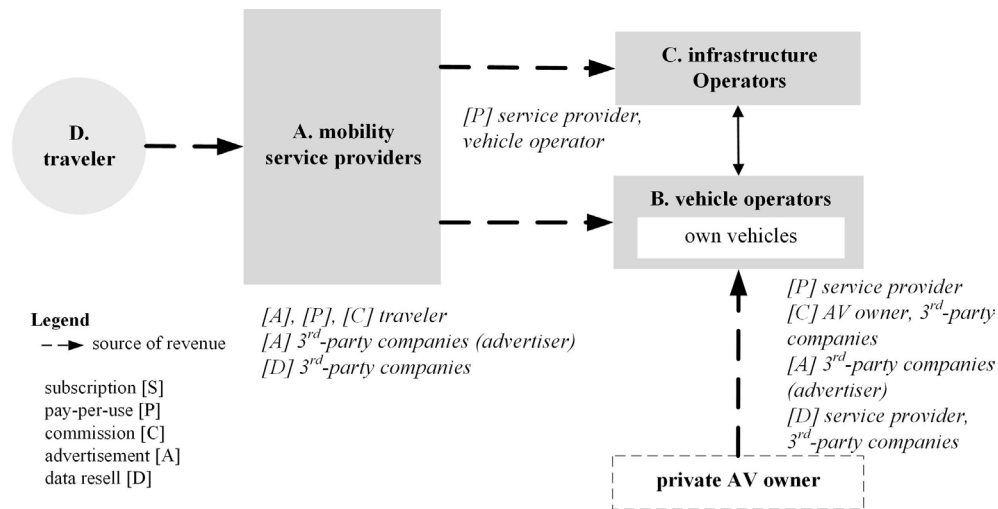 D.
traveler
A. mobility
service providers
C. infrastructure
Operators
[P] service provider,
vehicle operator
B. vehicle operators
own vehicles
[A], [P], [C] traveler
[A] 3rd-party companies (advertiser)
[D] 3rd-party companies
[P] service provider
[C] AV owner, 3rd-party
companies
[A] 3rd-party companies
(advertiser)
[D] service provider,
3rd-party companies
private AV owner
Legend
source of revenue
subscription [S]
pay-per-use [P]
commission [C]
advertisement [A]
data resell [D]